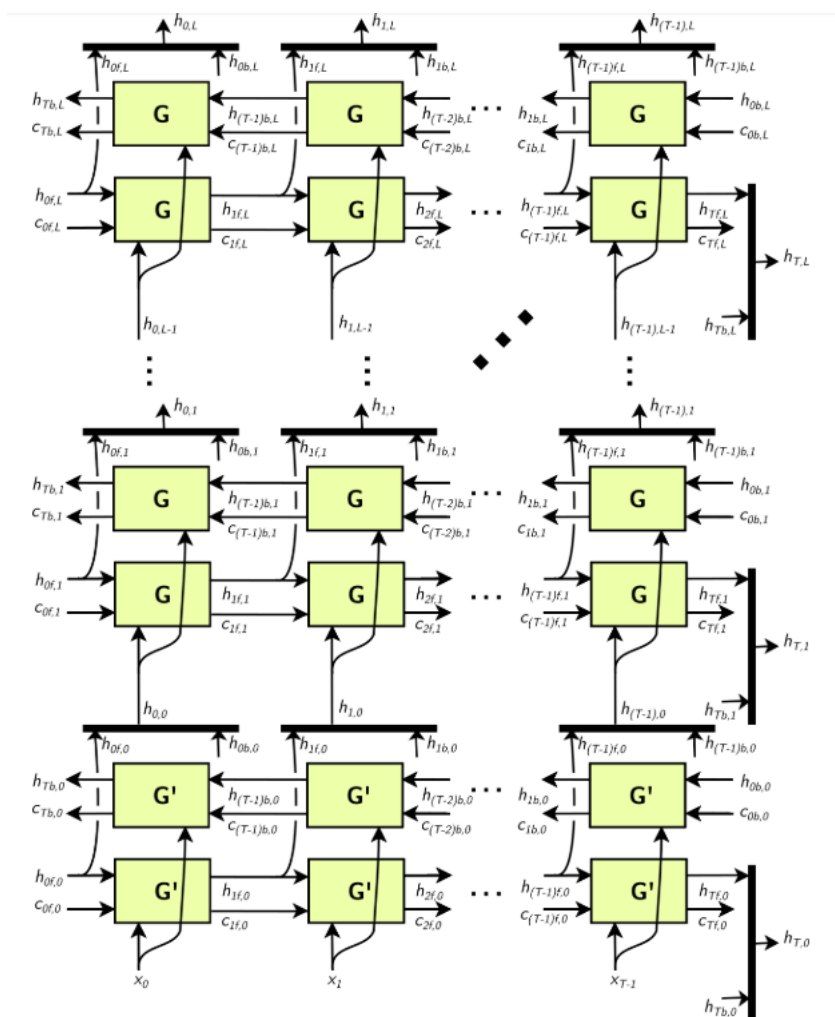 h0,L h1,L h(T-1),L
h0f,L h0b,L h1f,L h1b,L h(T-1)f,L h(T-1)b,L
hTb,L G h(T-1)b,L G h(T-2)b,L ... h1b,L G h0b,L
cTb,L c(T-1)b,L c(T-2)b,L c1b,L c0b,L
h0f,L G h1f,L G h2f,L ... h(T-1)f,L G hTf,L
c0f,L c1f,L c2f,L c(T-1)f,L cTf,L
hT,L
h0,L-1 h1,L-1 h(T-1),L-1 hTb,L
h0,1 h1,1 h(T-1),1
h0f,1 h0b,1 h1f,1 h1b,1 h(T-1)f,1 h(T-1)b,1
hTb,1 G h(T-1)b,1 G h(T-2)b,1 ... h1b,1 G h0b,1
cTb,1 c(T-1)b,1 c(T-2)b,1 c1b,1 c0b,1
h0f,1 G h1f,1 G h2f,1 ... h(T-1)f,1 G hTf,1
c0f,1 c1f,1 c2f,1 c(T-1)f,1 cTf,1
hT,1
h0,0 h1,0 h(T-1),0 hTb,1
h0f,0 h0b,0 h1f,0 h1b,0 h(T-1)f,0 h(T-1)b,0
hTb,0 G' h(T-1)b,0 G' h(T-2)b,0 ... h1b,0 G' h0b,0
cTb,0 c(T-1)b,0 c(T-2)b,0 c1b,0 c0b,0
h0f,0 G' h1f,0 G' h2f,0 ... h(T-1)f,0 G' hTf,0
c0f,0 c1f,0 c2f,0 c(T-1)f,0 cTf,0
hT,0
x0 x1 xT-1 hTb,0